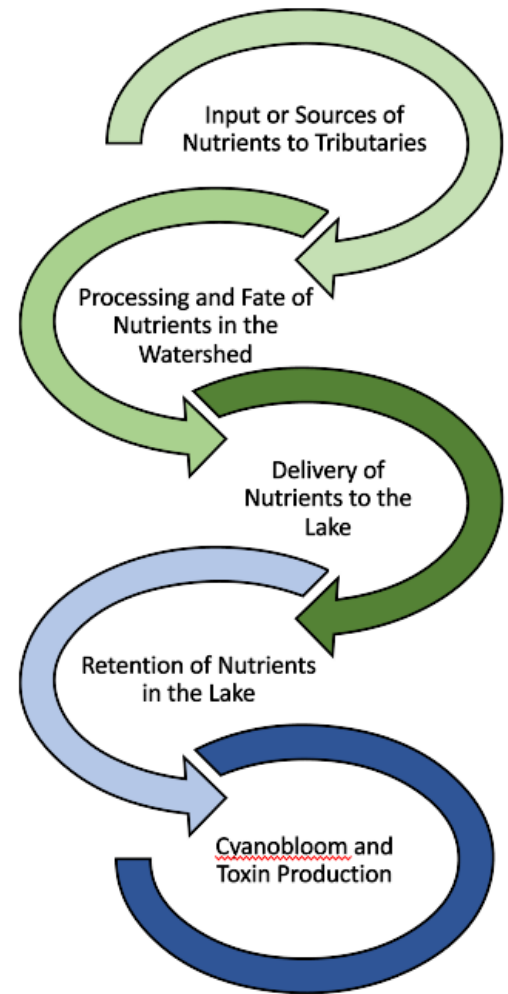 Input or Sources of
Nutrients to Tributaries
Processing and Fate of
Nutrients in the
Watershed
Delivery of
Nutrients to the
Lake
Retention of Nutrients
in the Lake
Cyanobloom and
Toxin Production